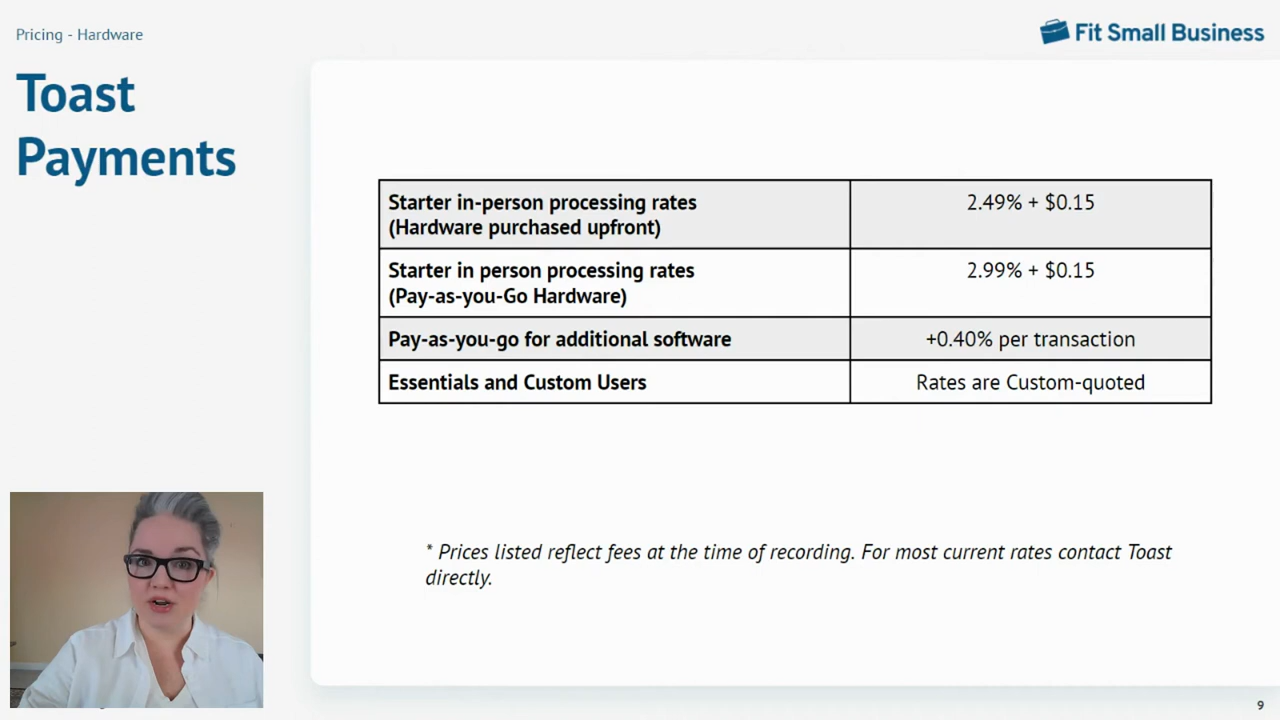 Pricing - Hardware
Fit Small Business
Toast
Payments
Starter in-person processing rates
(Hardware purchased upfront)
2.49% + $0.15
Starter in person processing rates
(Pay-as-you-Go Hardware)
2.99% + $0.15
Pay-as-you-go for additional software
+0.40% per transaction
Essentials and Custom Users
Rates are Custom-quoted
* Prices listed reflect fees at the time of recording. For most current rates contact Toast
directly.
9